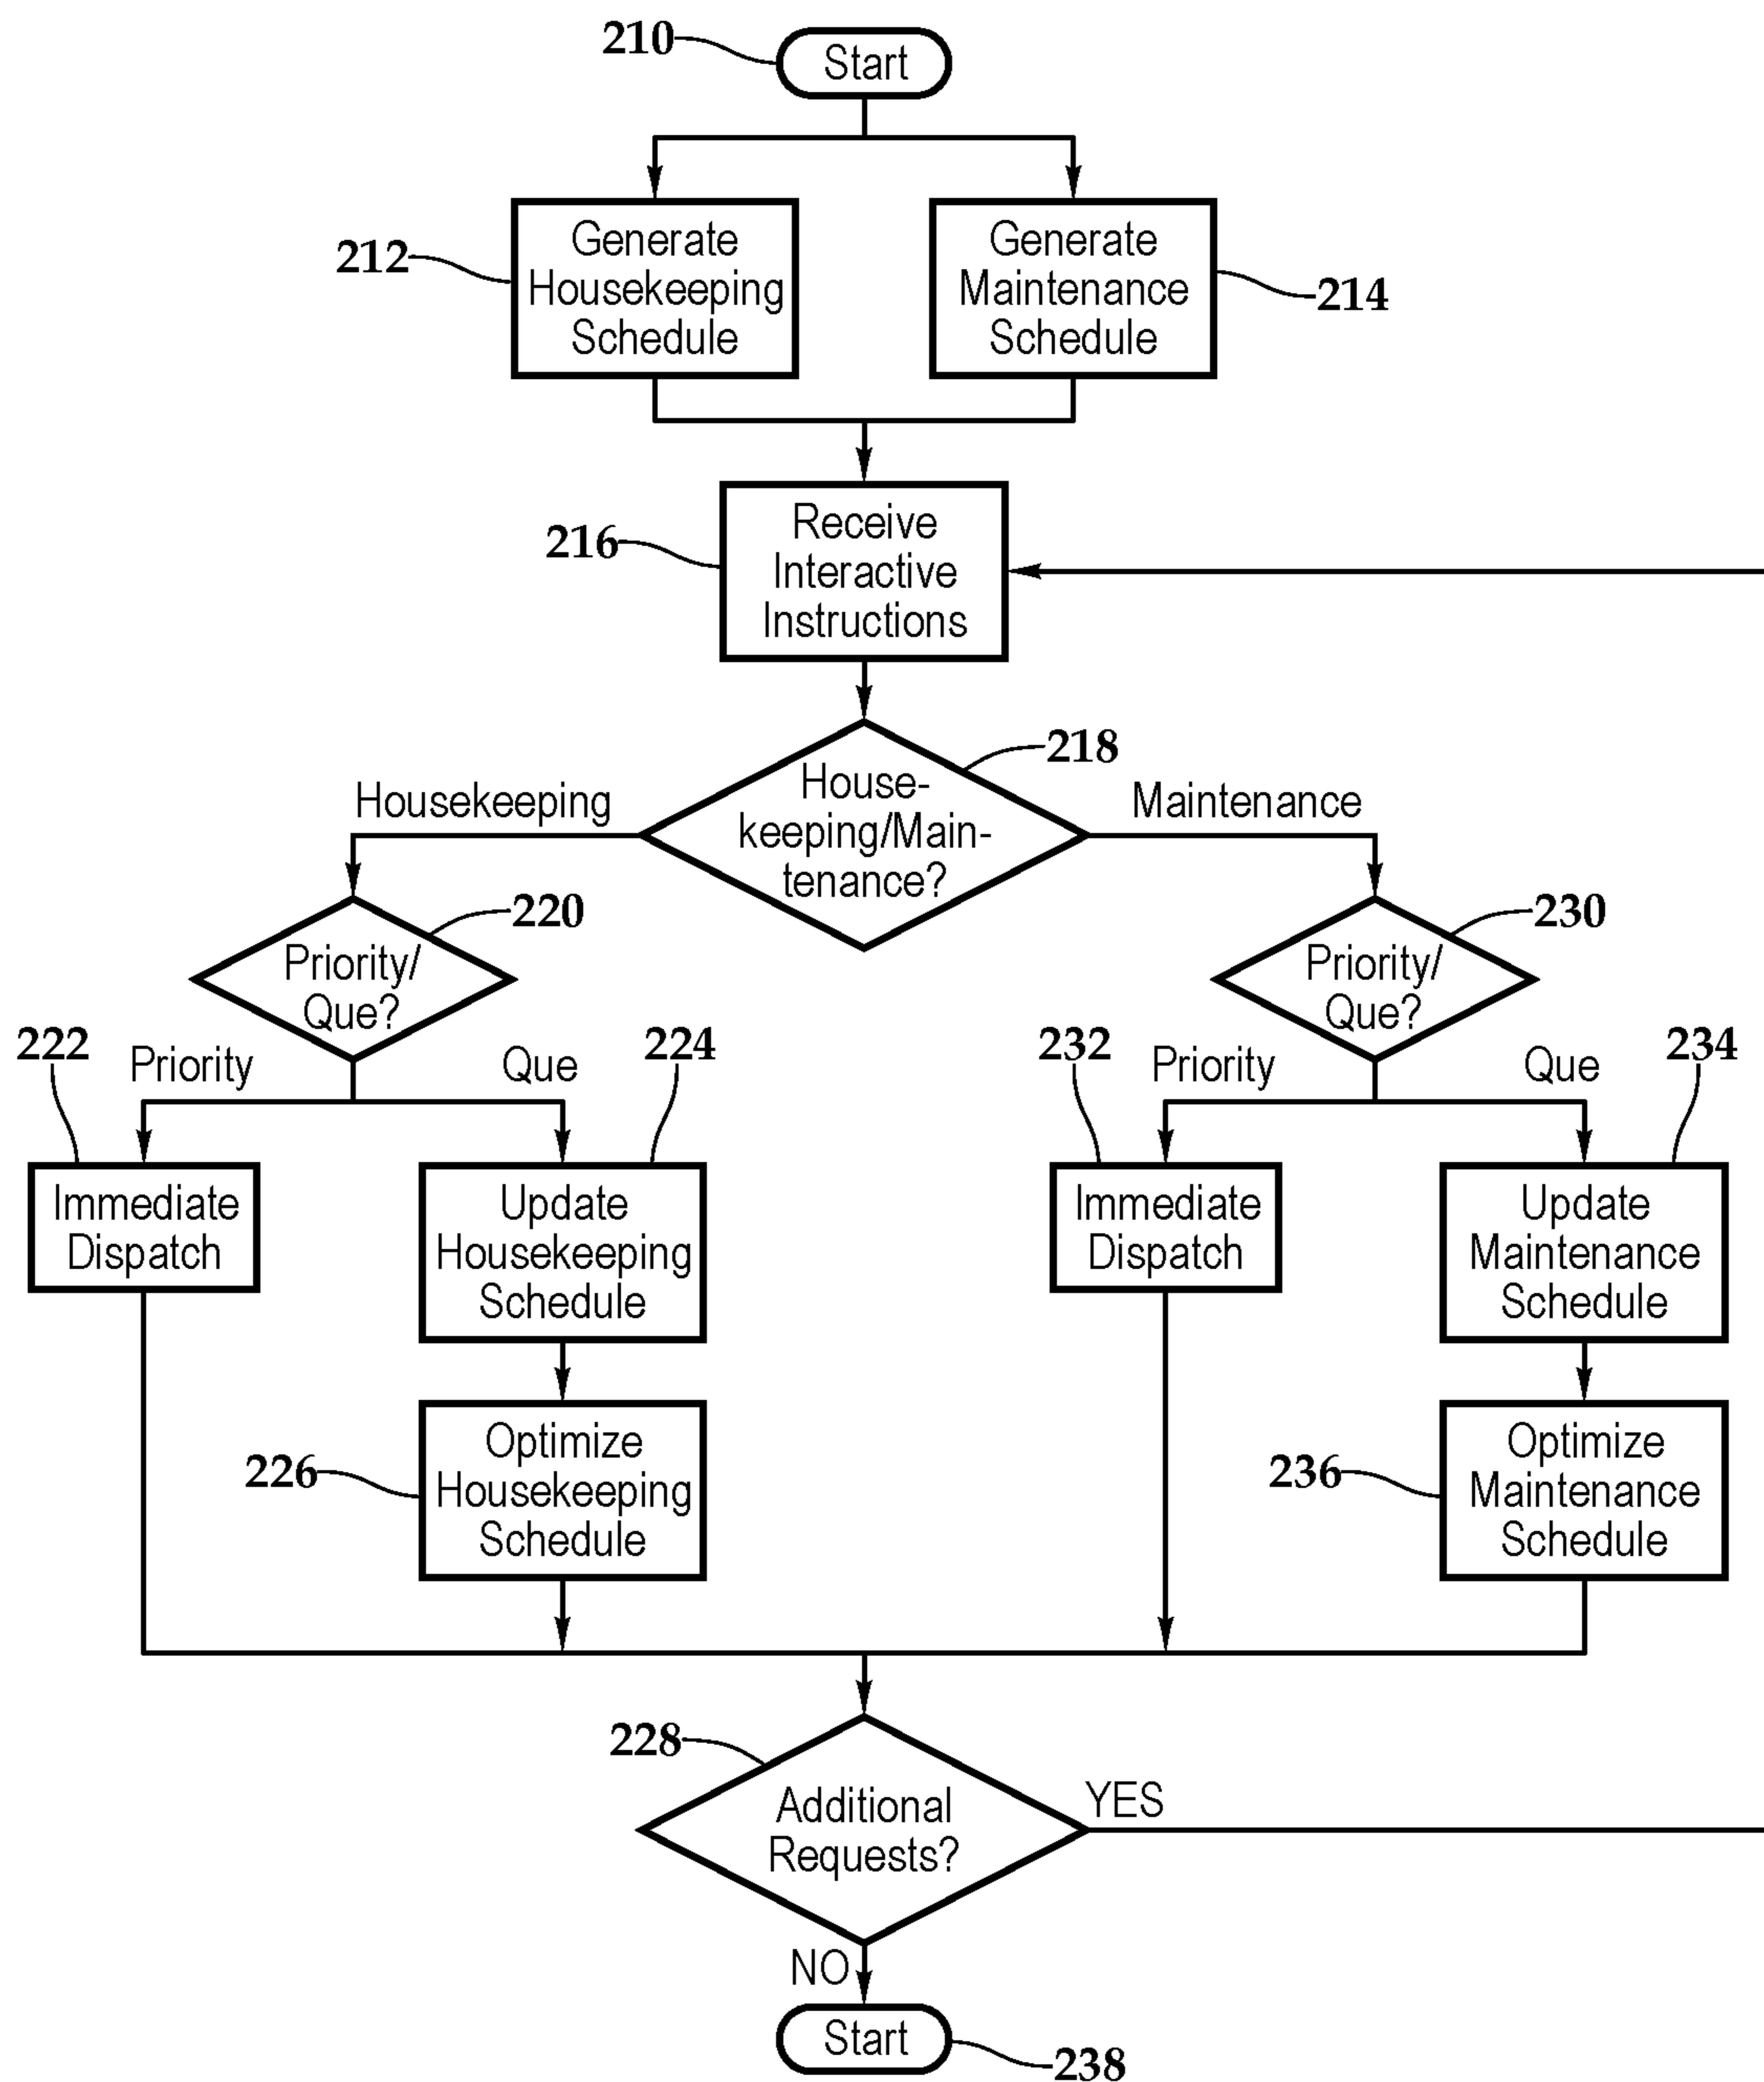 210
Start
212
Generate
Housekeeping
Schedule
Generate
Maintenance
Schedule
214
216
Receive
Interactive
Instructions
218
House-
keeping/Main-
tenance?
Housekeeping
Maintenance
220
Priority/
Que?
230
Priority/
Que?
222
Priority
Que
224
232
Priority
Que
234
Immediate
Dispatch
Update
Housekeeping
Schedule
Immediate
Dispatch
Update
Maintenance
Schedule
226
Optimize
Housekeeping
Schedule
236
Optimize
Maintenance
Schedule
228
Additional
Requests?
YES
NO
Start
238